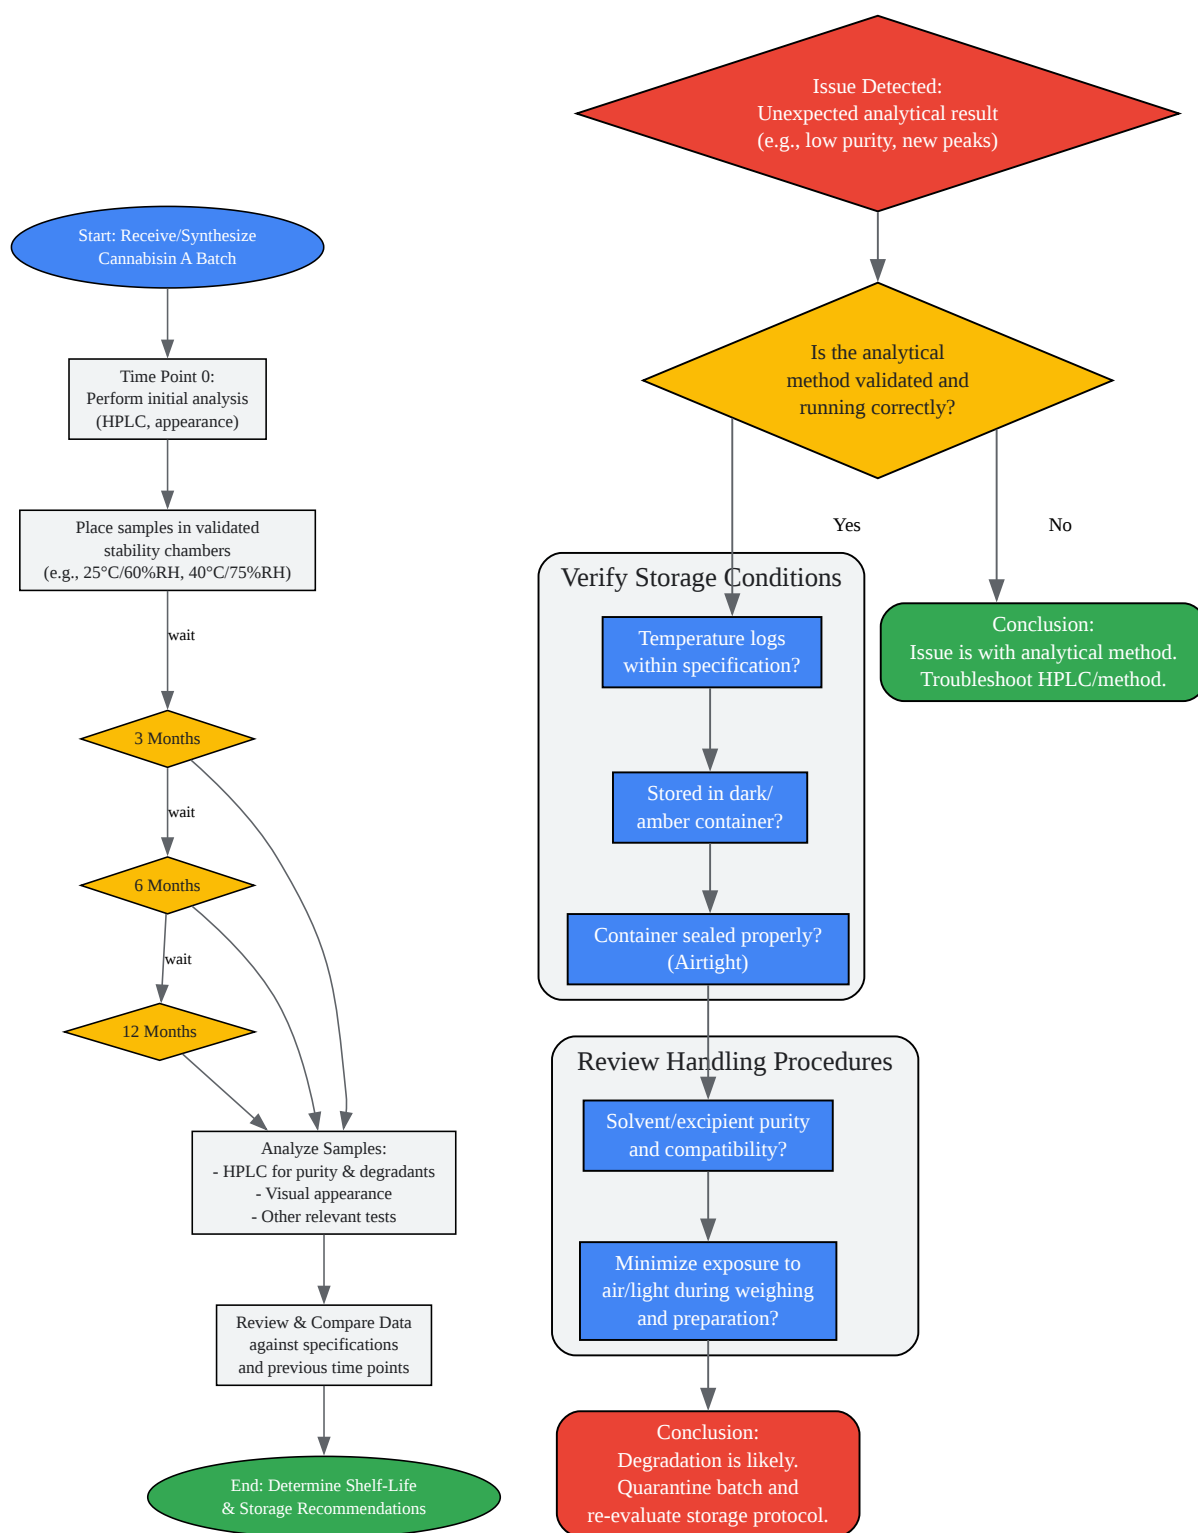 Start: Receive/Synthesize
Cannabisin A Batch
Time Point 0:
Perform initial analysis
(HPLC, appearance)
Place samples in validated
stability chambers
(e.g., 25°C/60%RH, 40°C/75%RH)
wait
3 Months
wait
6 Months
wait
12 Months
Analyze Samples:
- HPLC for purity & degradants
- Visual appearance
- Other relevant tests
Review & Compare Data
against specifications
and previous time points
End: Determine Shelf-Life
& Storage Recommendations
Issue Detected:
Unexpected analytical result
(e.g., low purity, new peaks)
Is the analytical
method validated and
running correctly?
Yes
No
Verify Storage Conditions
Temperature logs
within specification?
Stored in dark/
amber container?
Container sealed properly?
(Airtight)
Conclusion:
Issue is with analytical method.
Troubleshoot HPLC/method.
Review Handling Procedures
Solvent/excipient purity
and compatibility?
Minimize exposure to
air/light during weighing
and preparation?
Conclusion:
Degradation is likely.
Quarantine batch and
re-evaluate storage protocol.